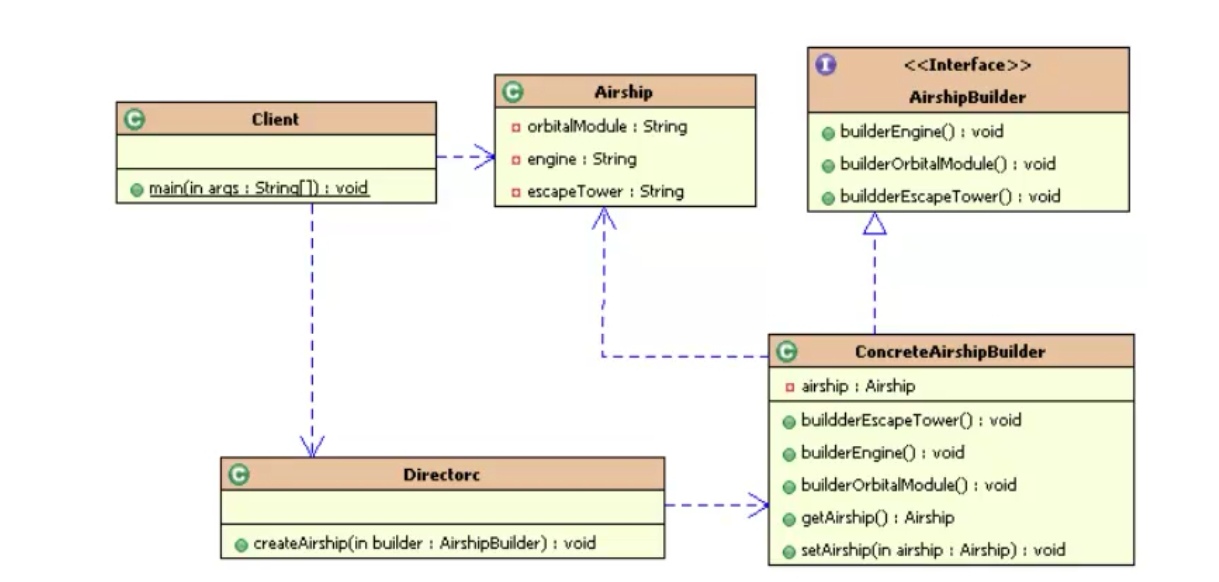 Client
main(in args : String[]) : void
Airship
orbitalModule : String
engine : String
escapeTower : String
I
<<Interface>>
AirshipBuilder
builderEngine() : void
builderOrbitalModule() : void
buildderEscapeTower() : void
C
C
Directorc
createAirship(in builder : AirshipBuilder) : void
C
C
ConcreteAirshipBuilder
airship : Airship
buildderEscapeTower() : void
builderEngine() : void
builderOrbitalModule() : void
getAirship() : Airship
setAirship(in airship : Airship) : void